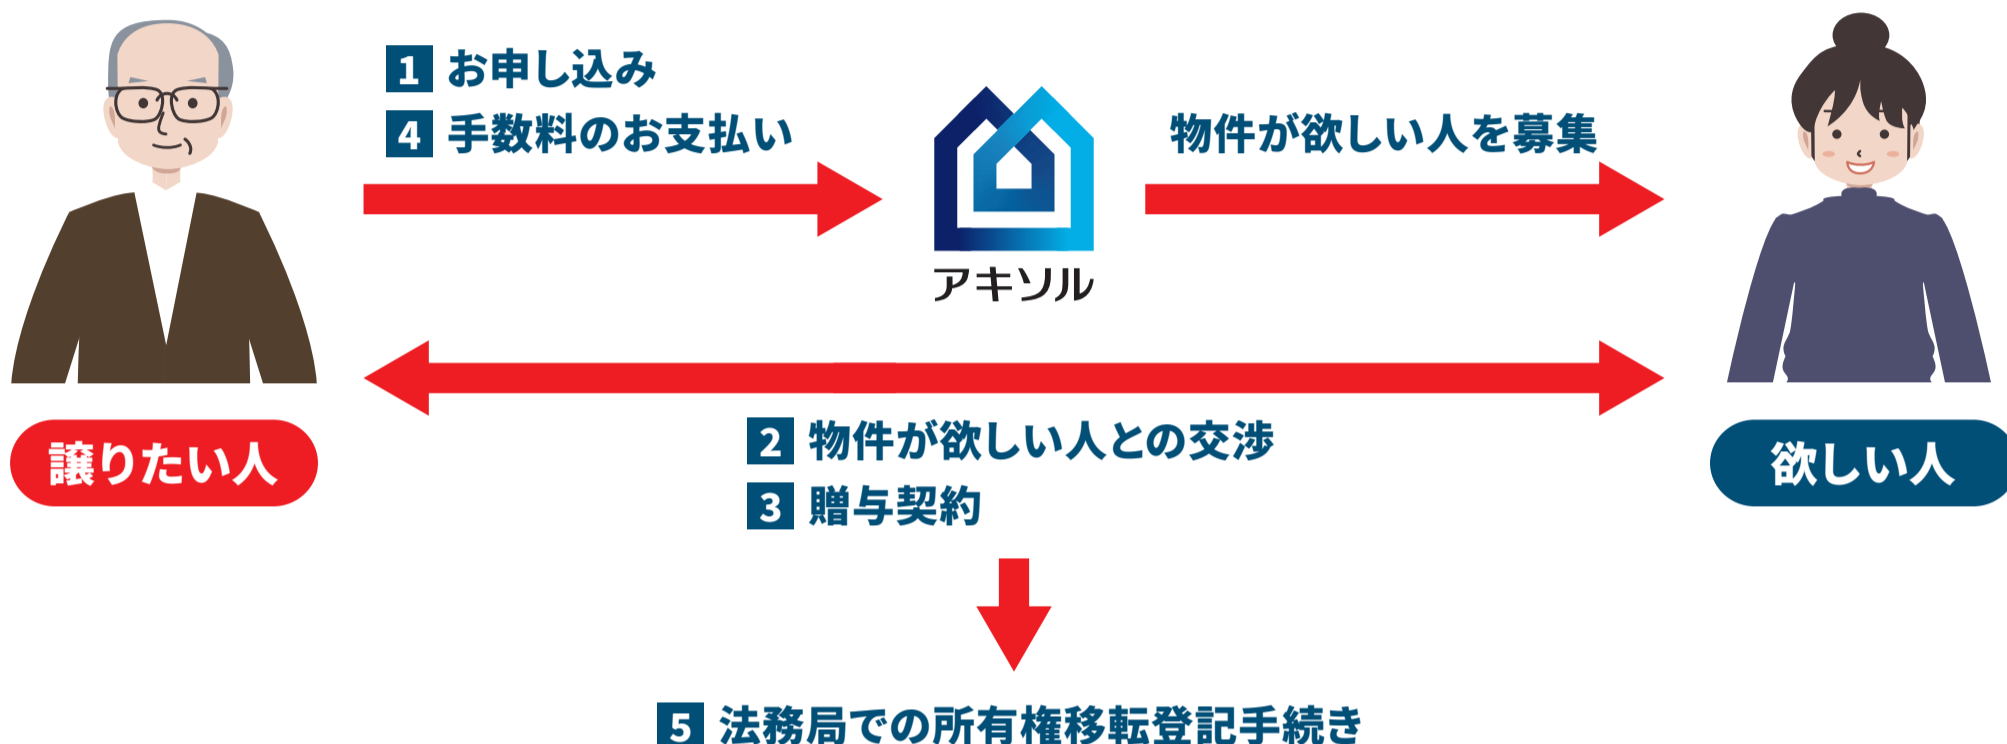 1 お申し込み
4 手数料のお支払い
物件が欲しい人を募集
アキソル
2 物件が欲しい人との交渉
3 贈与契約
譲りたい人
欲しい人
5 法務局での所有権移転登記手続き